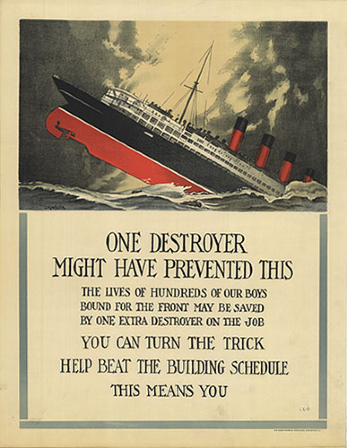 ONE DESTROYER
MIGHT HAVE PREVENTED THIS
THE LIVES OF HUNDREDS OF OUR BOYS
BOUND FOR THE FRONT MAY BE SAVED
BY ONE EXTRA DESTROYER ON THE JOB
YOU CAN TURN THE TRICK
HELP BEAT THE BUILDING SCHEDULE
THIS MEANS YOU